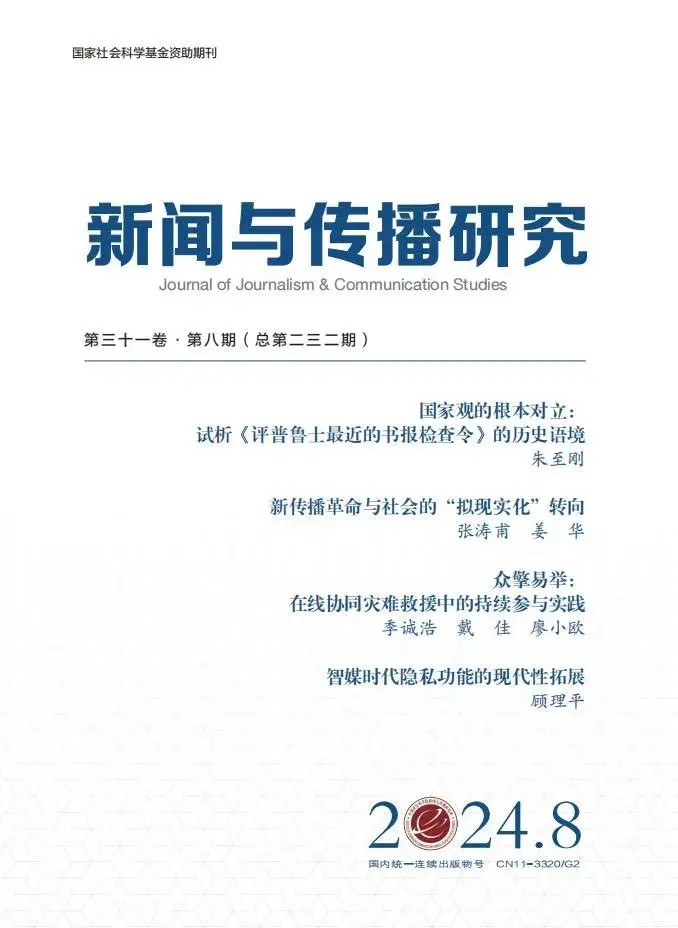 国家社会科学基金资助期刊
新闻与传播研究
Journal of Journalism & Communication Studies
第三十一卷·第八期（总第二三二期）
国家观的根本对立：
试析《评普鲁士最近的书报检查令》的历史语境
朱至刚
新传播革命与社会的“拟现实化”转向
张涛甫 姜 华
众擎易举：
在线协同灾难救援中的持续参与实践
季诚浩 戴 佳 廖小欧
智媒时代隐私功能的现代性拓展
顾理平
2024.8
国内统一连续出版物号 CN11-3320/G2